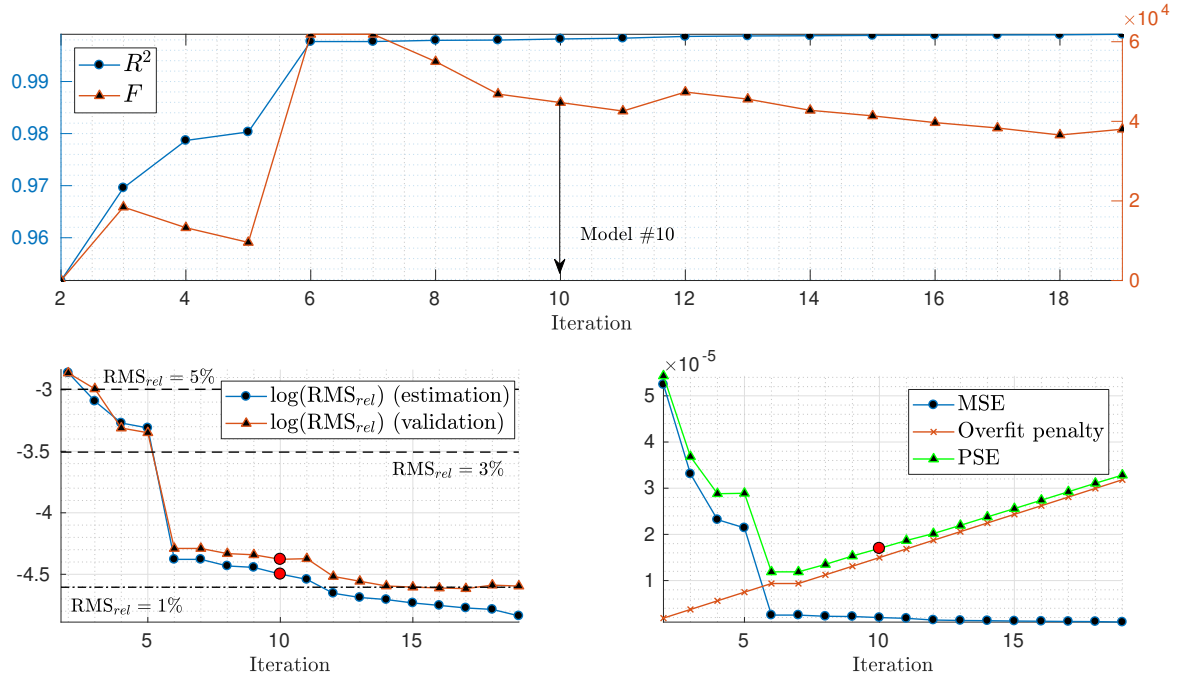 ×10⁴
R²
F
0.99
0.98
0.97
0.96
6
4
2
0
Model #10
2 4 6 8 10 12 14 16 18
Iteration
RMS_rel = 5%
log(RMS_rel) (estimation)
log(RMS_rel) (validation)
RMS_rel = 3%
RMS_rel = 1%
-3
-3.5
-4
-4.5
5 10 15
Iteration
×10⁻⁵
MSE
Overfit penalty
PSE
5
4
3
2
1
5 10 15
Iteration